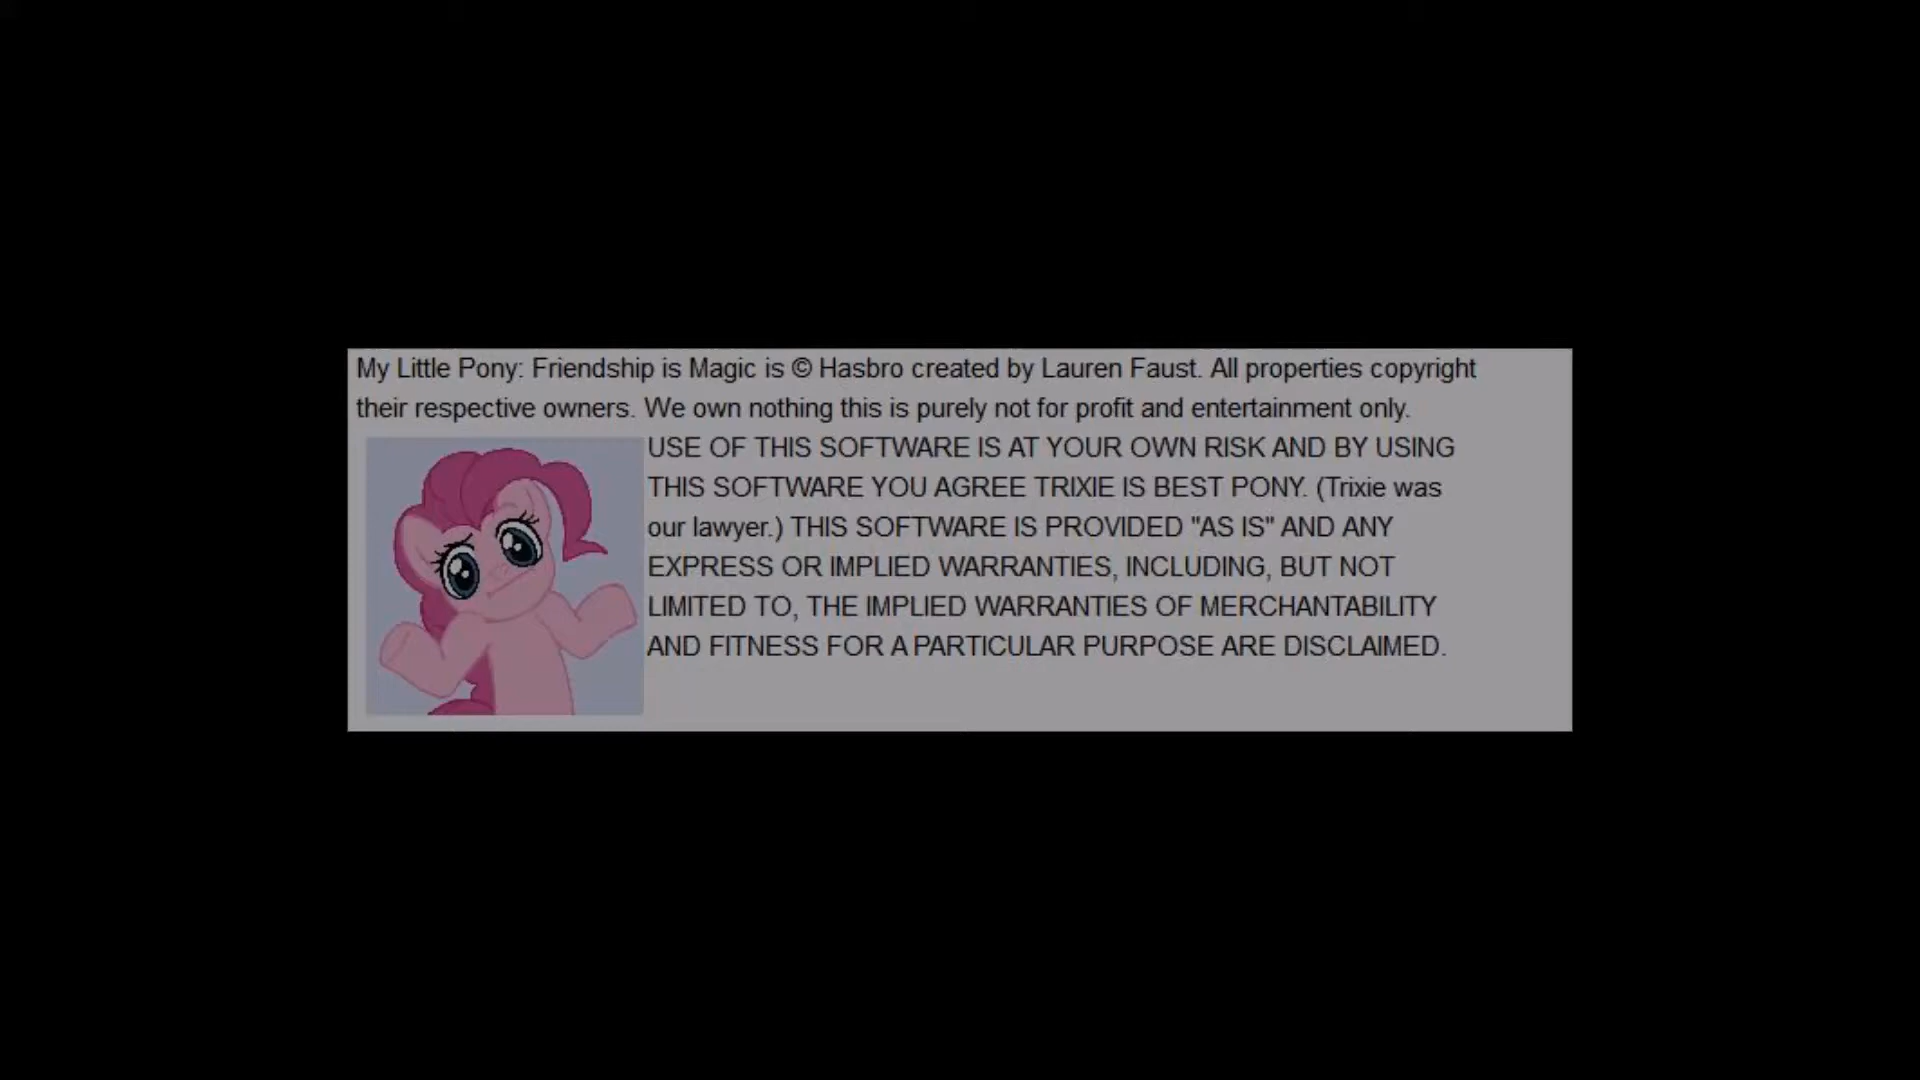 My Little Pony: Friendship is Magic is © Hasbro created by Lauren Faust. All properties copyright
their respective owners. We own nothing this is purely not for profit and entertainment only.
USE OF THIS SOFTWARE IS AT YOUR OWN RISK AND BY USING
THIS SOFTWARE YOU AGREE TRIXIE IS BEST PONY. (Trixie was
our lawyer.) THIS SOFTWARE IS PROVIDED "AS IS" AND ANY
EXPRESS OR IMPLIED WARRANTIES, INCLUDING, BUT NOT
LIMITED TO, THE IMPLIED WARRANTIES OF MERCHANTABILITY
AND FITNESS FOR A PARTICULAR PURPOSE ARE DISCLAIMED.